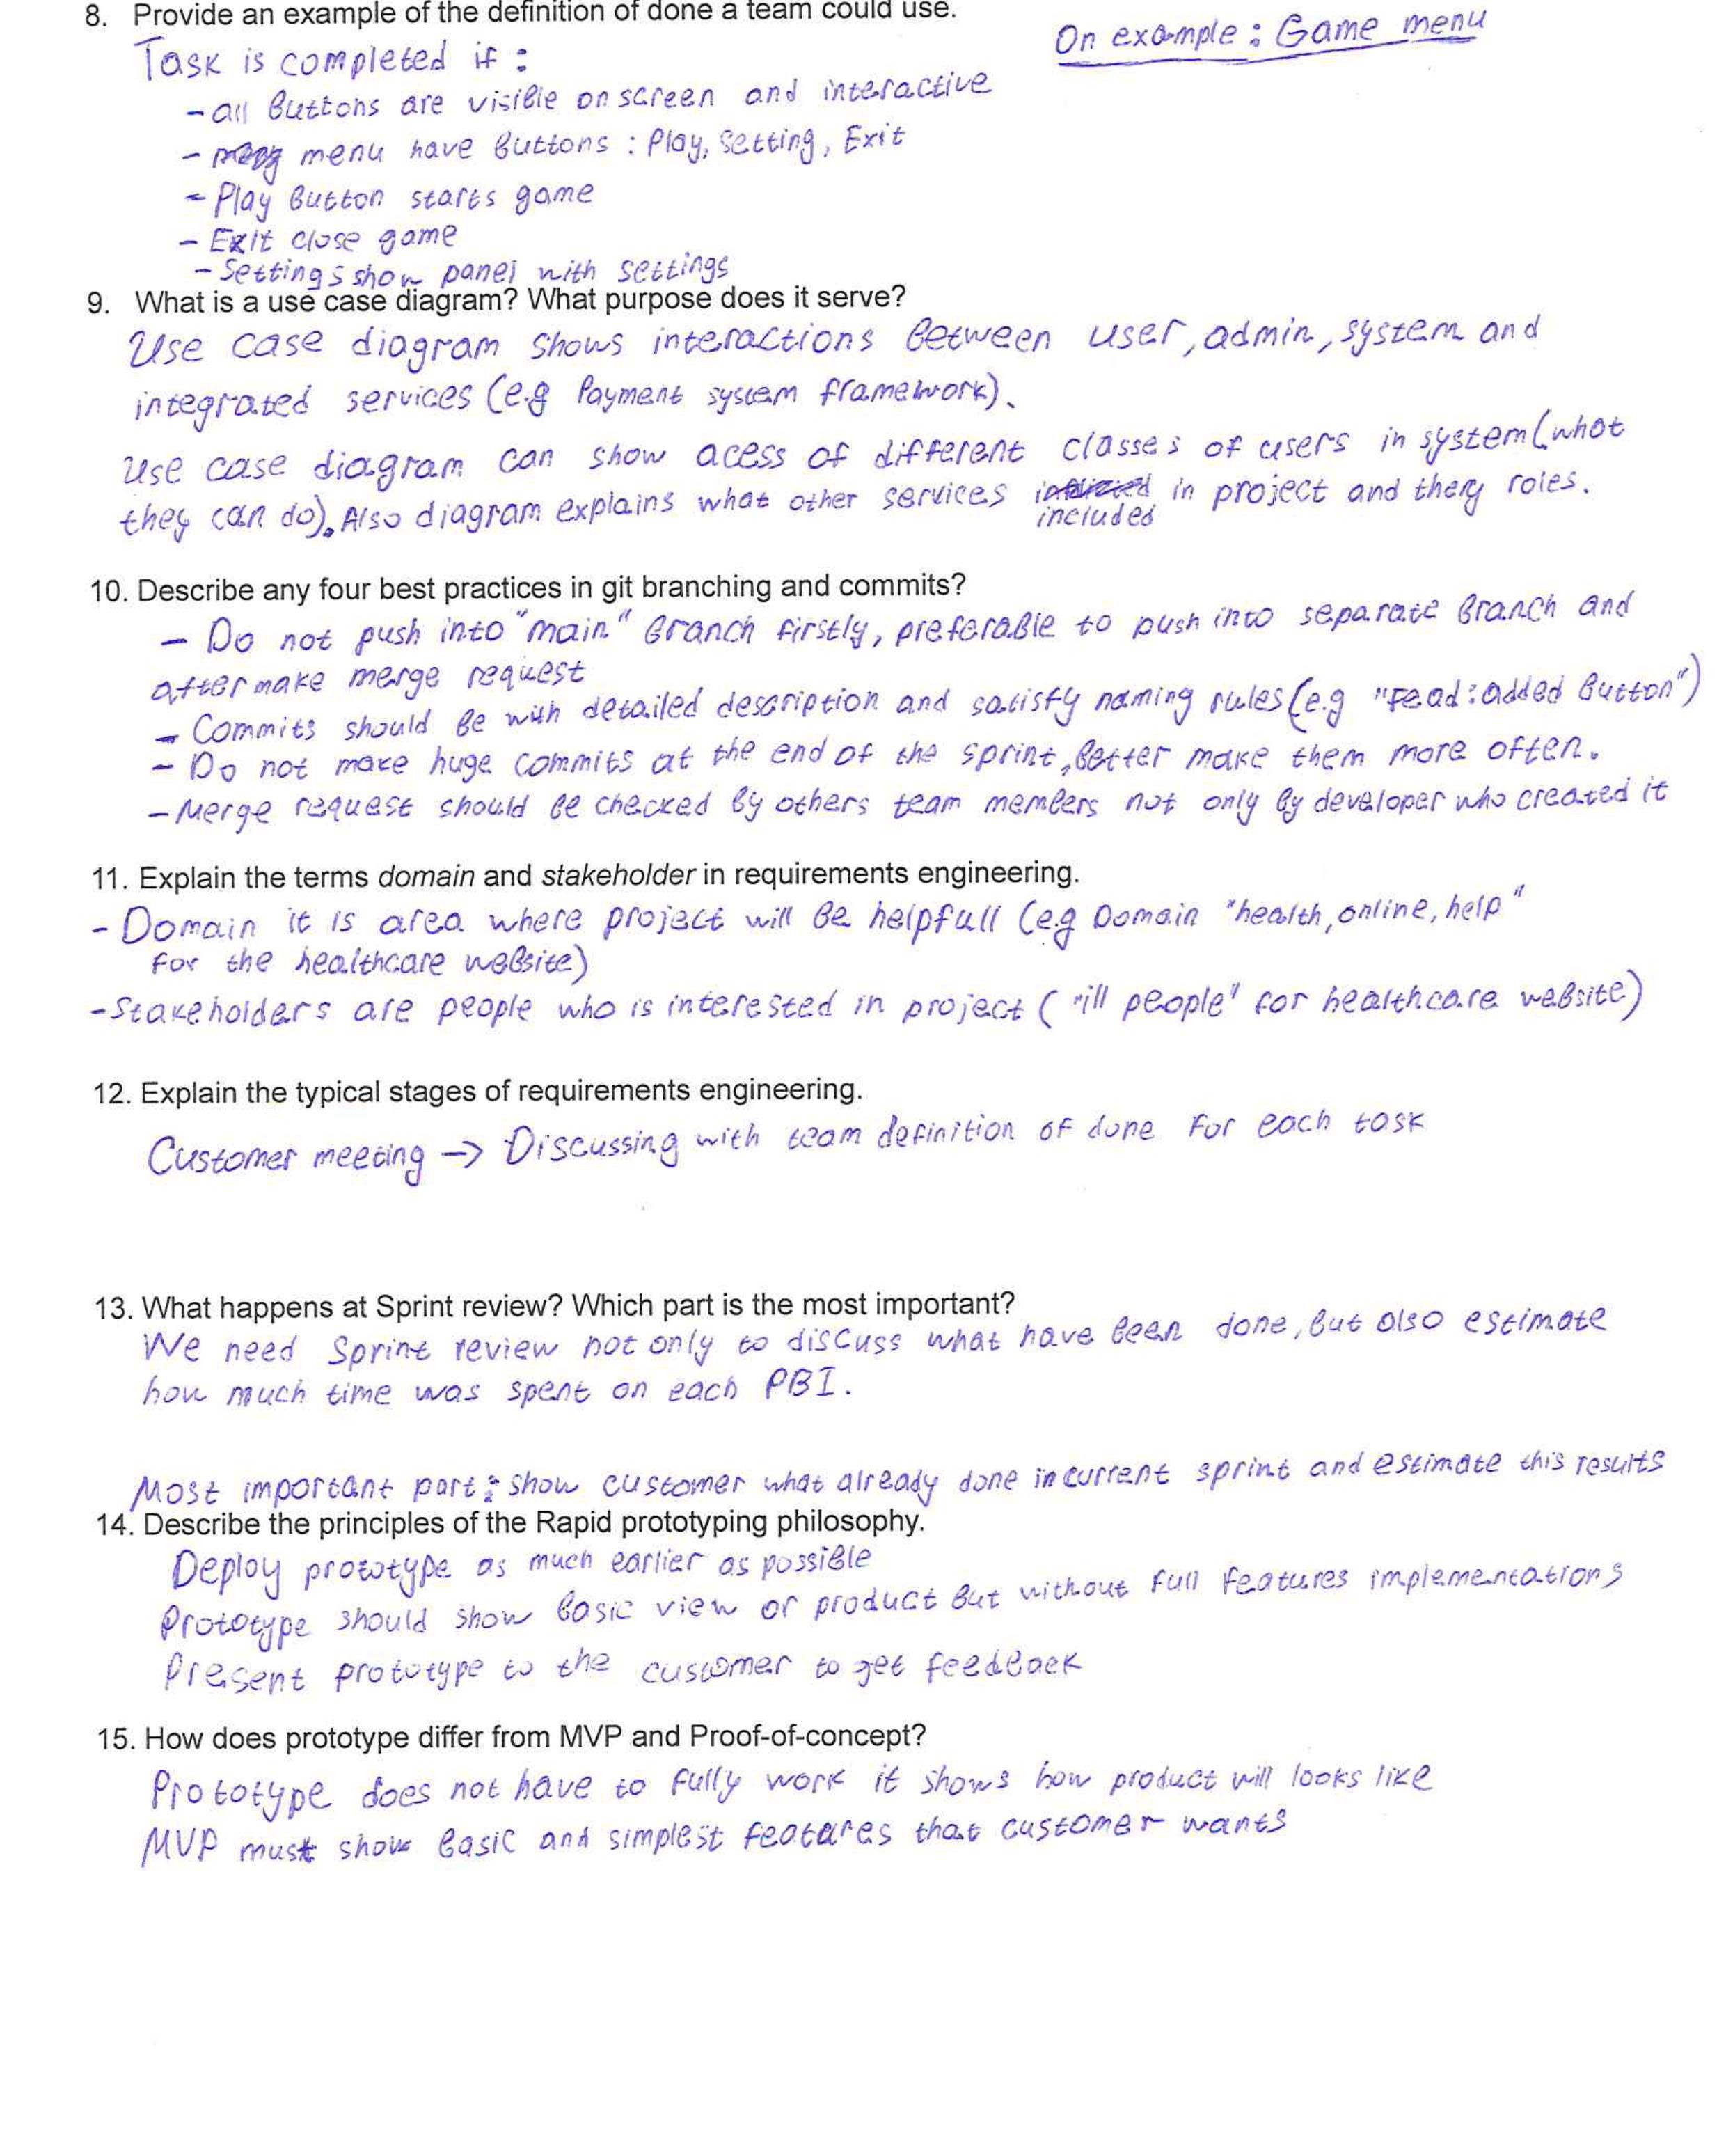 8. Provide an example of the definition of done a team could use.
On example : Game menu
Task is completed if :
- all buttons are visible on screen and interactive
- menu have buttons : Play, Setting, Exit
- Play Button starts game
- Exit close game
- Settings show panel with settings
9. What is a use case diagram? What purpose does it serve?
Use case diagram shows interactions between user, admin, system and
integrated services (e.g Payment system framework).
Use case diagram can show acess of different classes of users in system (what
they can do). Also diagram explains what other services included in project and they roles.
10. Describe any four best practices in git branching and commits?
- Do not push into "main" branch firstly, preferable to push into separate branch and
after make merge request
- Commits should be with detailed description and satisfy naming rules (e.g "Fead : added Button")
- Do not make huge commits at the end of the sprint, better make them more often.
- Merge request should be checked by others team members not only by developer who created it
11. Explain the terms domain and stakeholder in requirements engineering.
- Domain it is area where project will be helpfull (e.g Domain "health, online, help"
for the healthcare website)
- Stakeholders are people who is interested in project ( "ill people" for healthcare website)
12. Explain the typical stages of requirements engineering.
Customer meeting → Discussing with team definition of done for each task
13. What happens at Sprint review? Which part is the most important?
We need Sprint review not only to discuss what have been done, but also estimate
how much time was spent on each PBI.
Most important part : show customer what already done in current sprint and estimate this results
14. Describe the principles of the Rapid prototyping philosophy.
Deploy prototype as much earlier as possible
Prototype should show basic view of product but without full features implementations
Present prototype to the customer to get feedback
15. How does prototype differ from MVP and Proof-of-concept?
Prototype does not have to fully work it shows how product will looks like
MVP must show basic and simplest features that customer wants